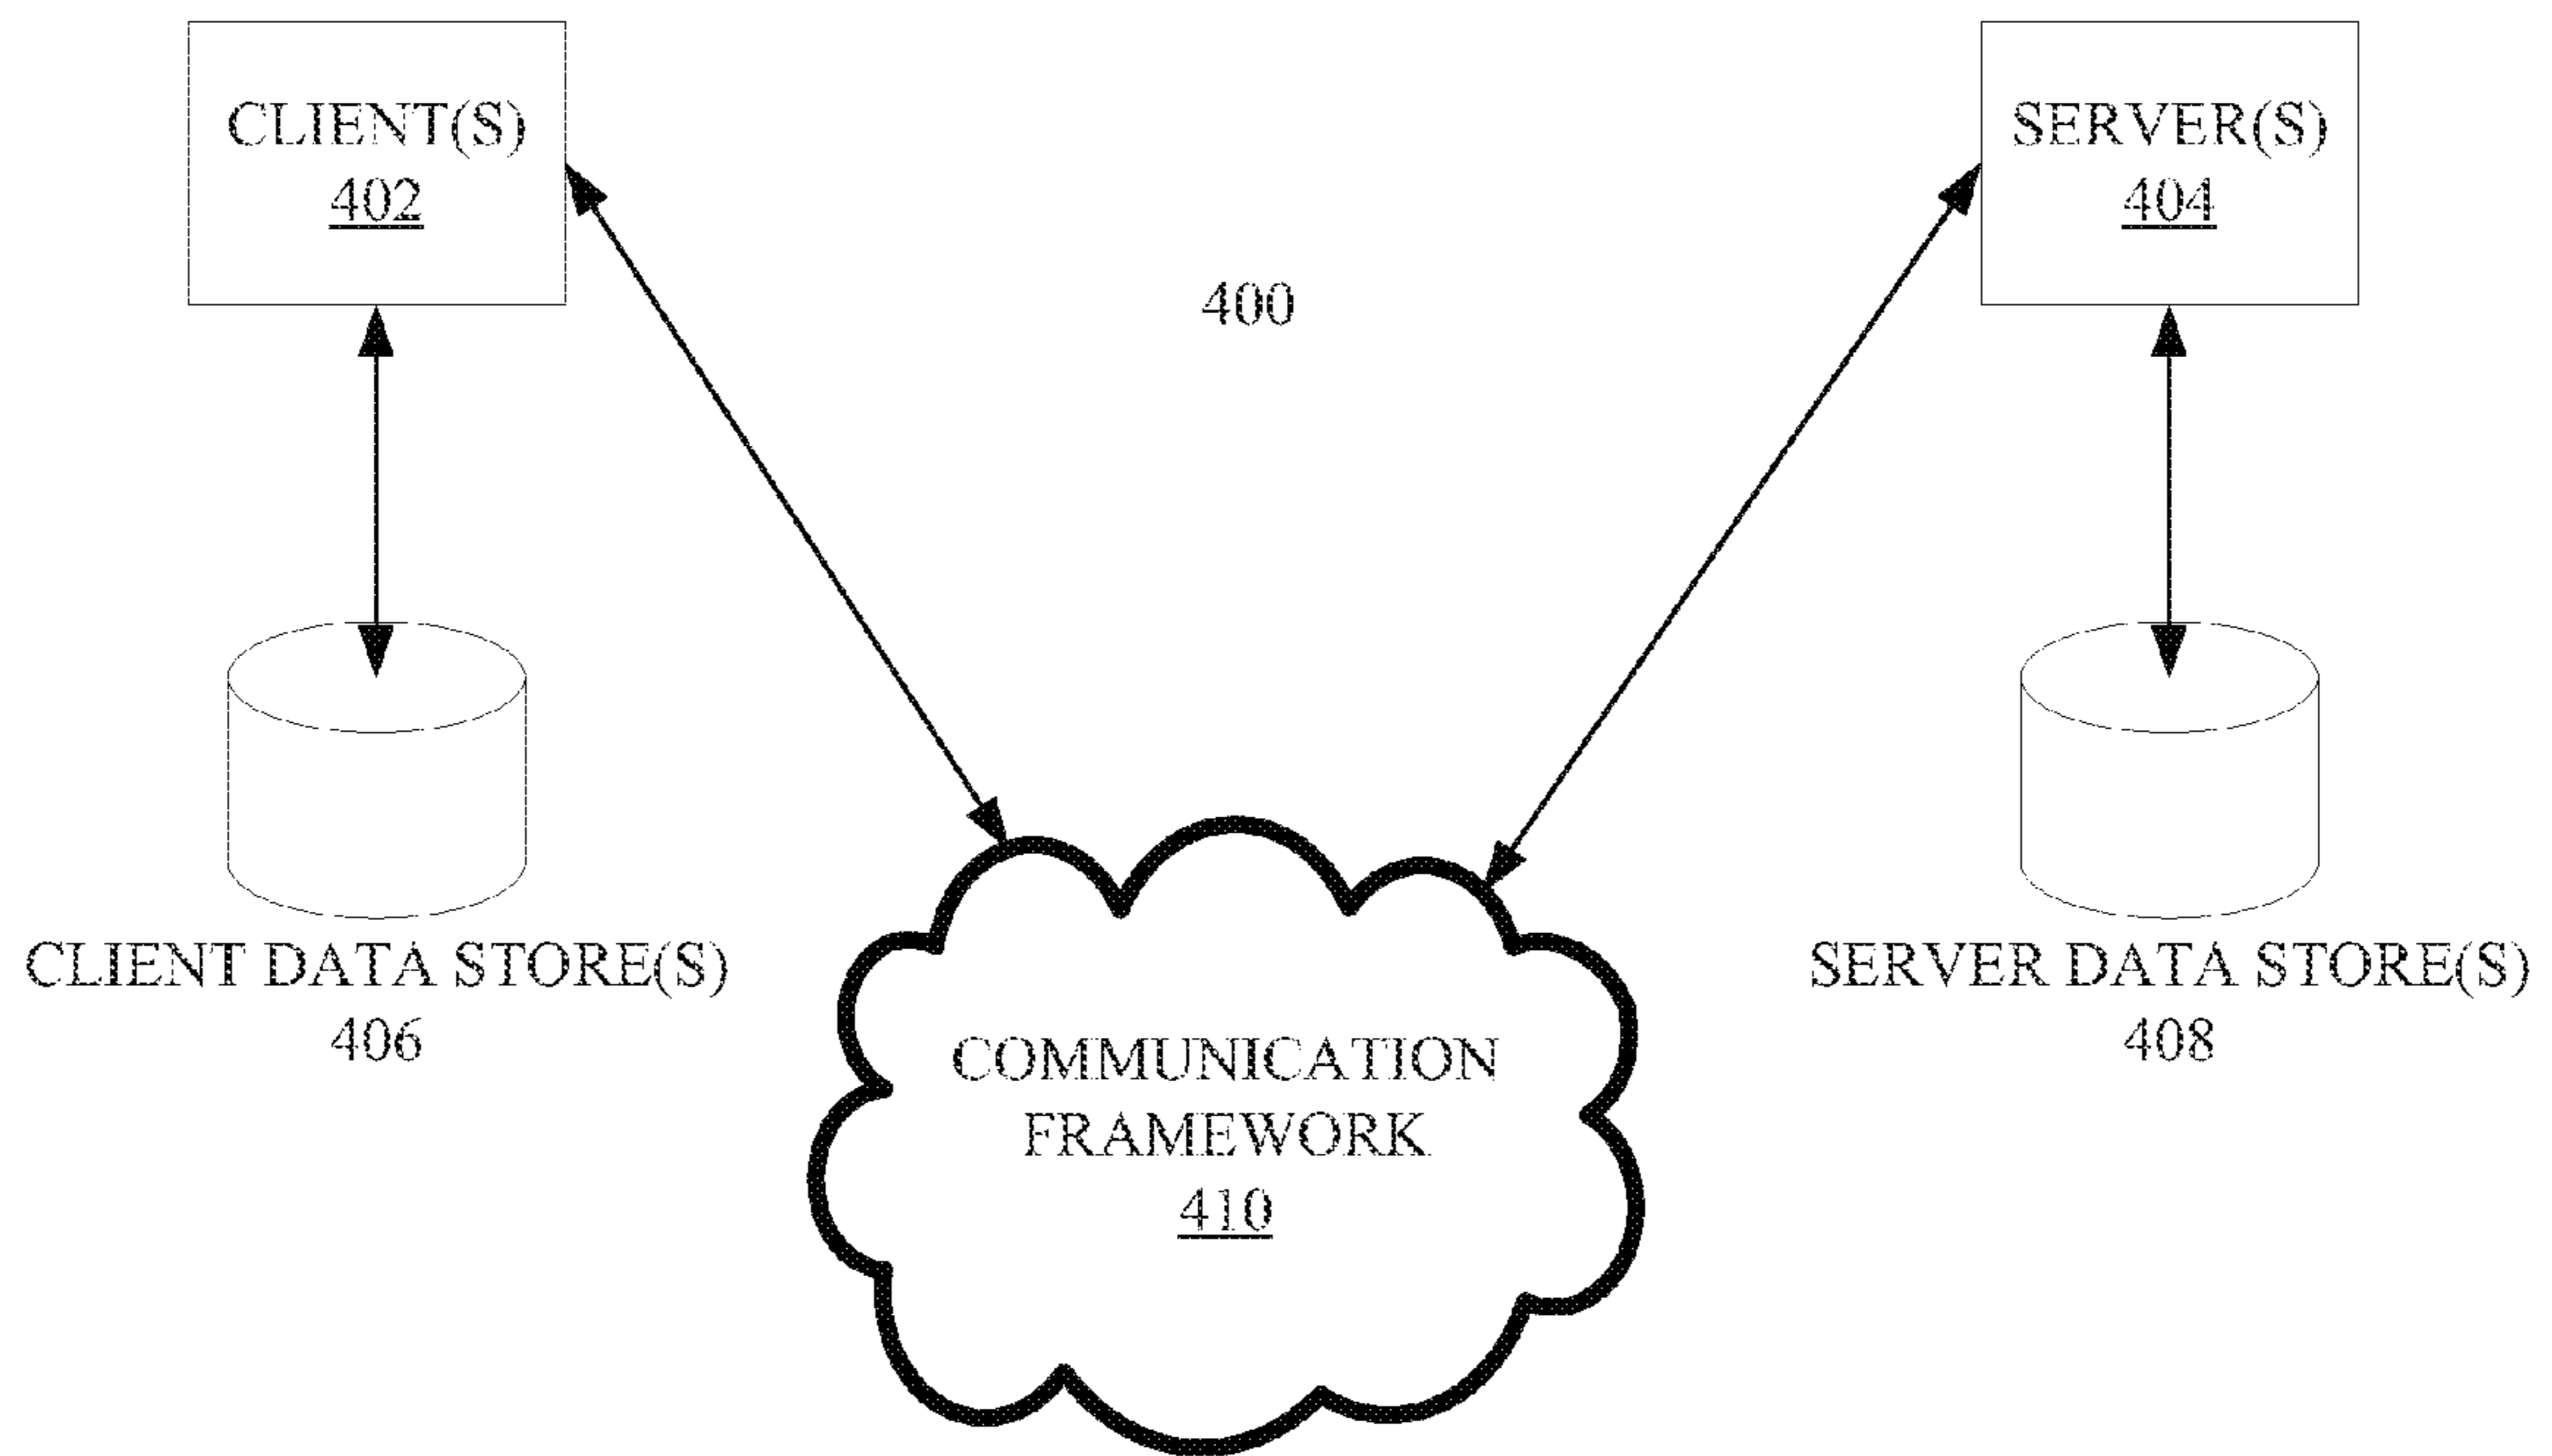 CLIENT(S)
402
SERVER(S)
404
400
CLIENT DATA STORE(S)
406
SERVER DATA STORE(S)
408
COMMUNICATION
FRAMEWORK
410